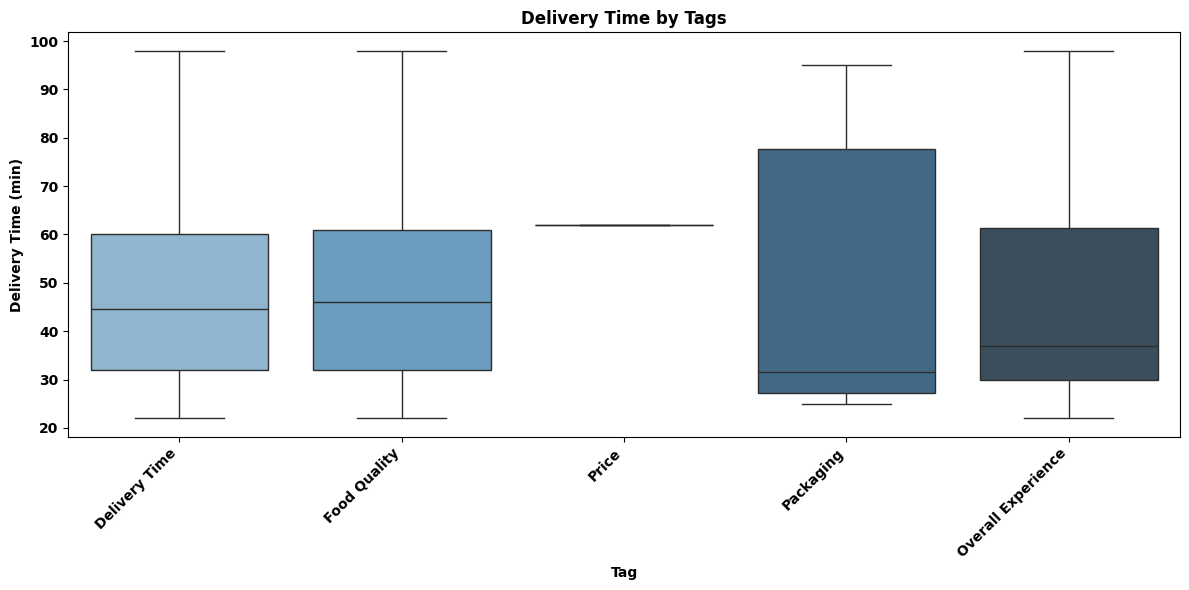 Delivery Time by Tags
Delivery Time (min)
100
90
80
70
60
50
40
30
20
Delivery Time
Food Quality
Price
Packaging
Overall Experience
Tag